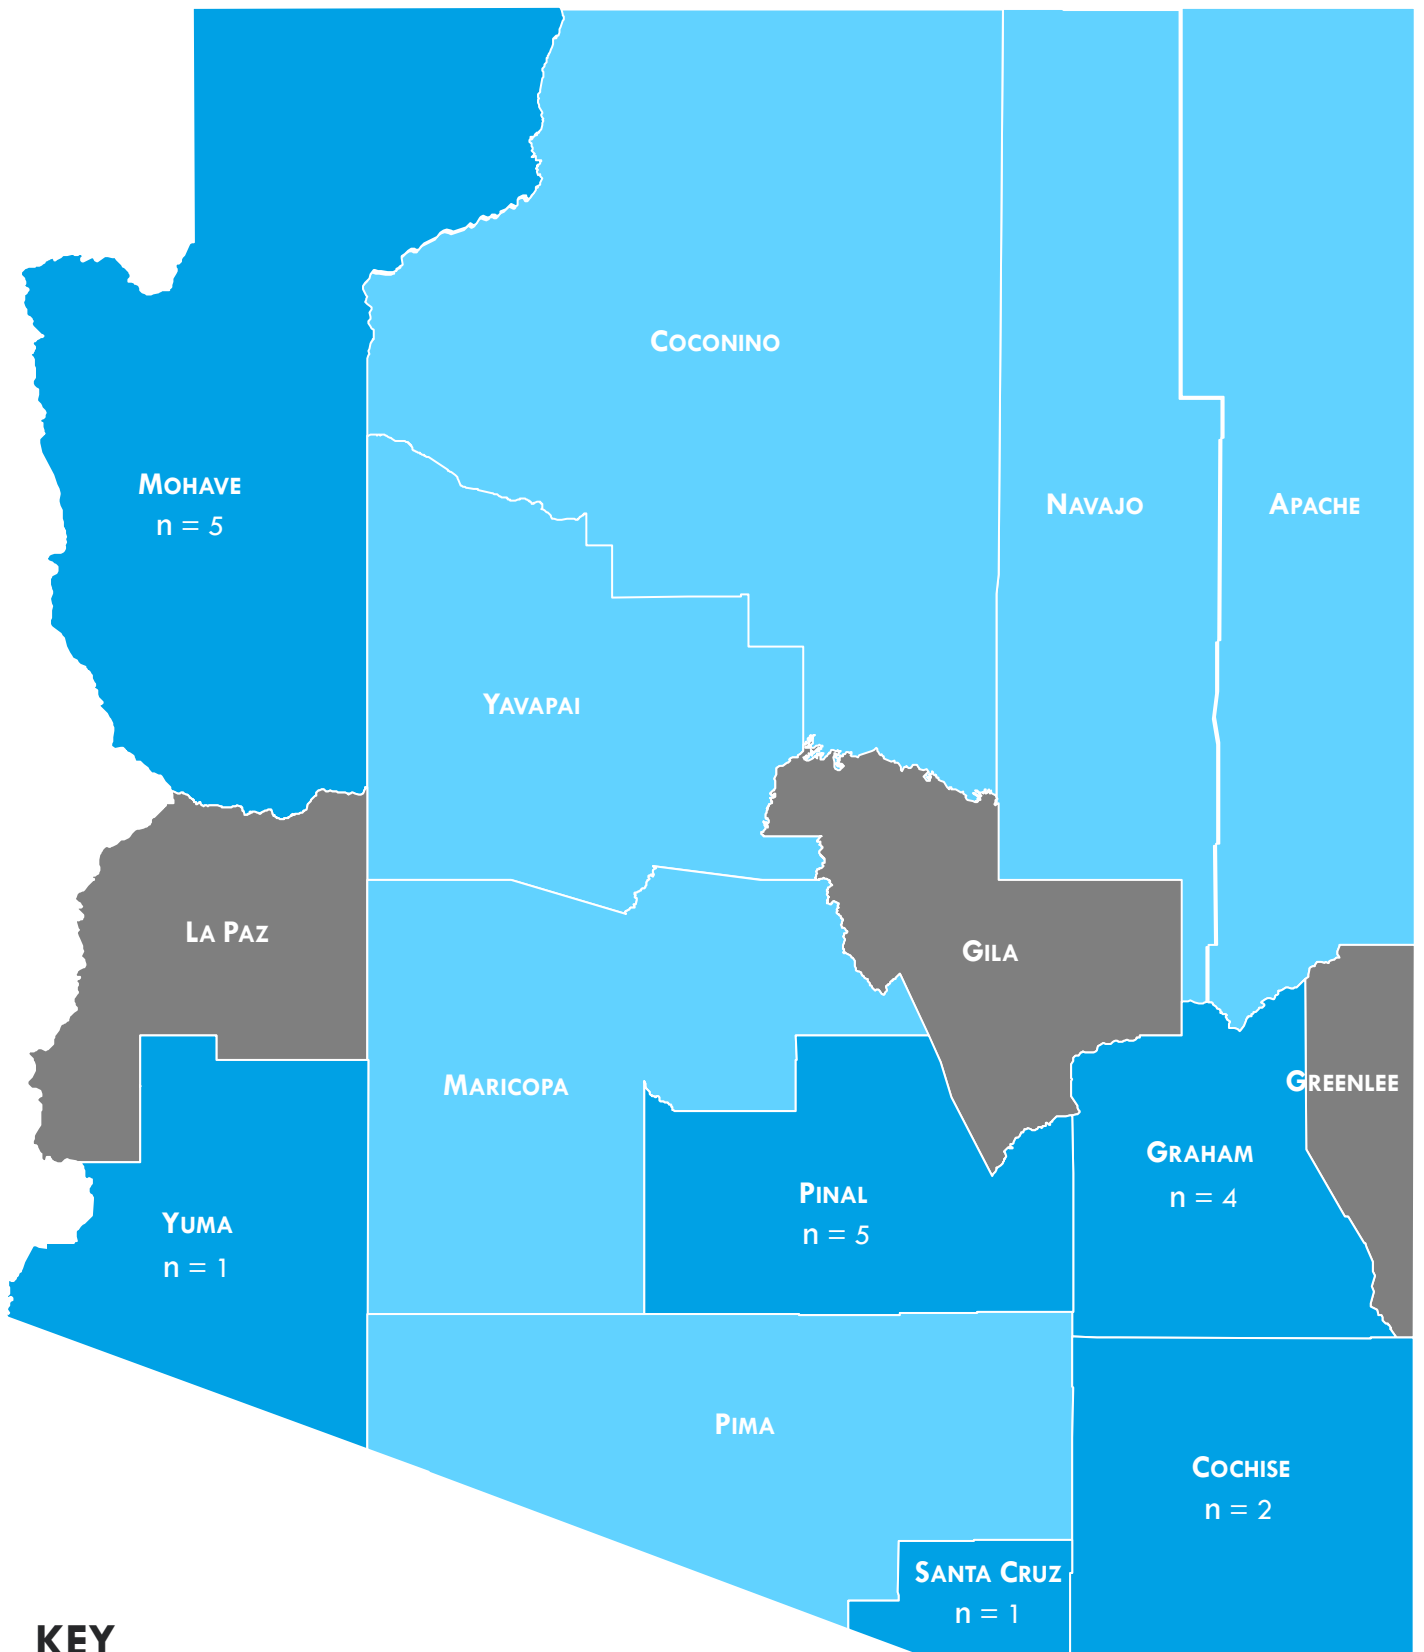 COCONINO
MOHAVE
n = 5
NAVAJO
APACHE
YAVAPAI
LA PAZ
GILA
MARICOPA
GREENLEE
GRAHAM
n = 4
PINAL
n = 5
YUMA
n = 1
PIMA
COCHISE
n = 2
SANTA CRUZ
n = 1
KEY